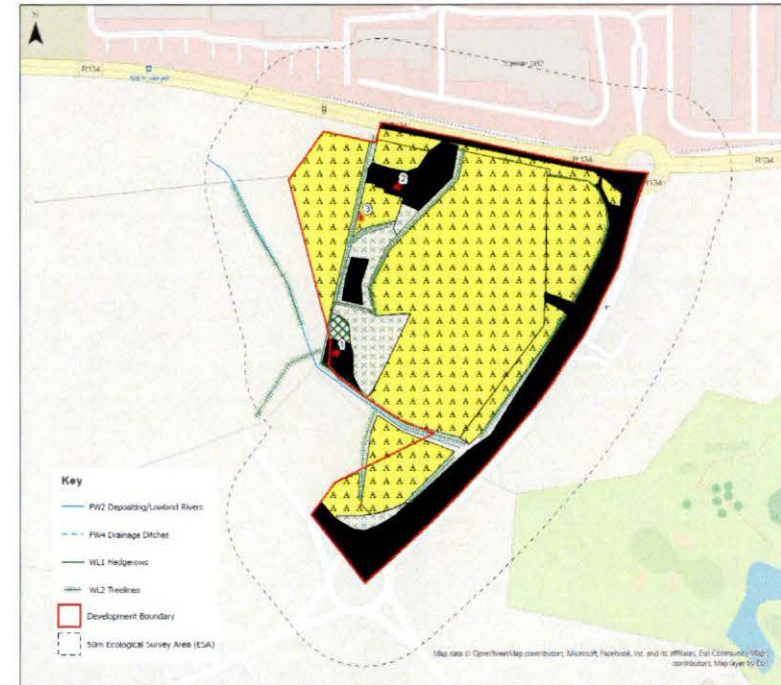 N
R134
R134
R134
R134
2
3
1
Key
FW2 Depositing/Lowland Rivers
FW4 Drainage Ditches
WL1 Hedgerows
WL2 Treelines
Development Boundary
50m Ecological Survey Area (ESA)
Map data © OpenStreetMap contributors, Microsoft, Facebook, Inc. and its affiliates, Esri Community Maps
contributors, Map layer by Esri